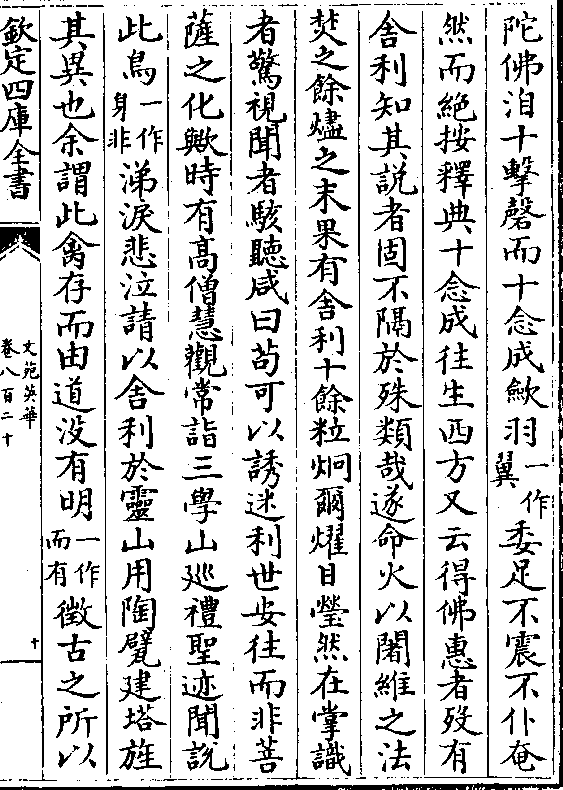 陀佛洎十擊磬而十念成歛羽一作翼委足不震不仆奄
然而絶按釋典十念成往生西方又云得佛惠者歿有
舍利知其説者固不隔於殊類哉遂命火以闍維之法
焚之餘燼之末果有舍利十餘粒炯爾燿目瑩然在掌識
者驚視聞者駭聽咸曰茍可以誘迷利世安往而非菩
薩之化歟時有髙僧慧觀常詣三學山巡禮聖迹聞說
此鳥一作身非涕淚悲泣請以舍利於靈山用陶甓建塔旌
其異也余謂此禽存而由道没有明一作而有徵古之所以
欽定四庫全書
文苑英華
卷八百二十
十